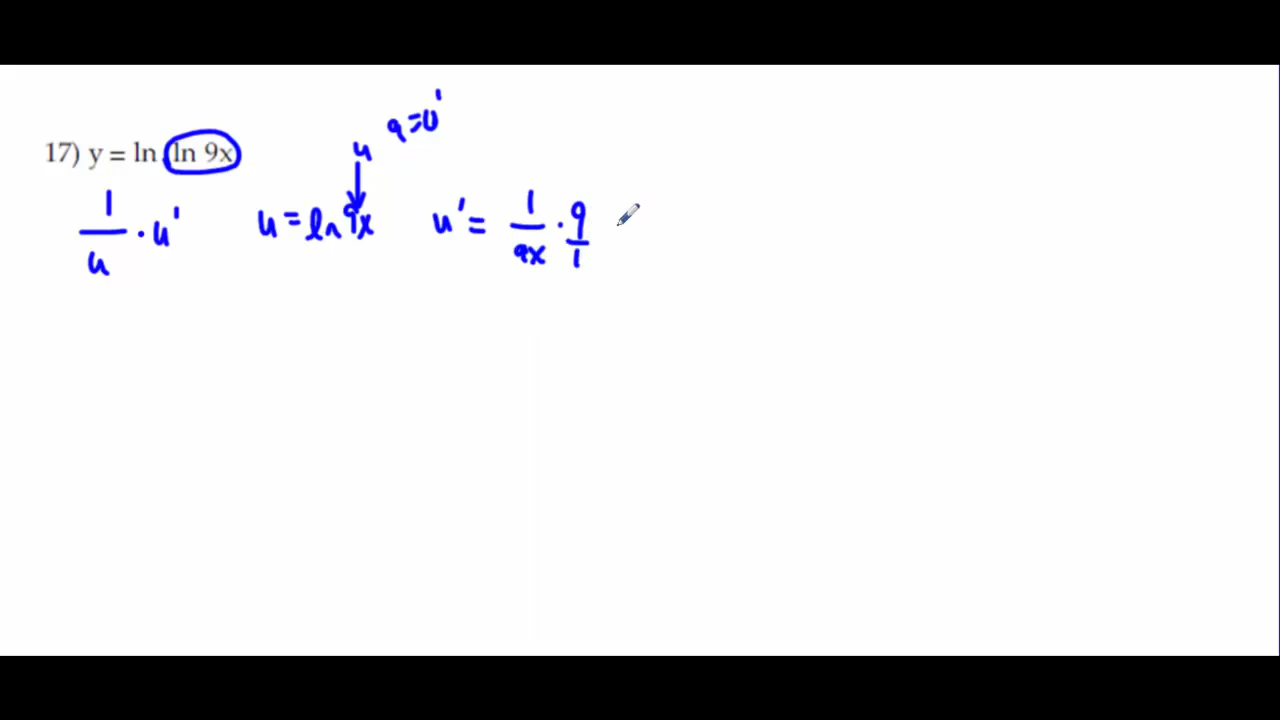 9 = u'
17) y = ln ln 9x
u
1/u · u' u = ln 9x u' = 1/9x · 9/1